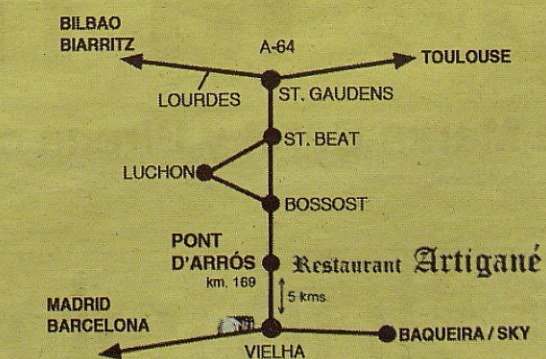 BILBAO
BIARRITZ
A-64
TOULOUSE
LOURDES
ST. GAUDENS
ST. BEAT
LUCHON
BOSSOST
PONT
D'ARRÓS
km. 169
Restaurant Artigané
5 kms.
MADRID
BARCELONA
BAQUEIRA / SKY
VIELHA